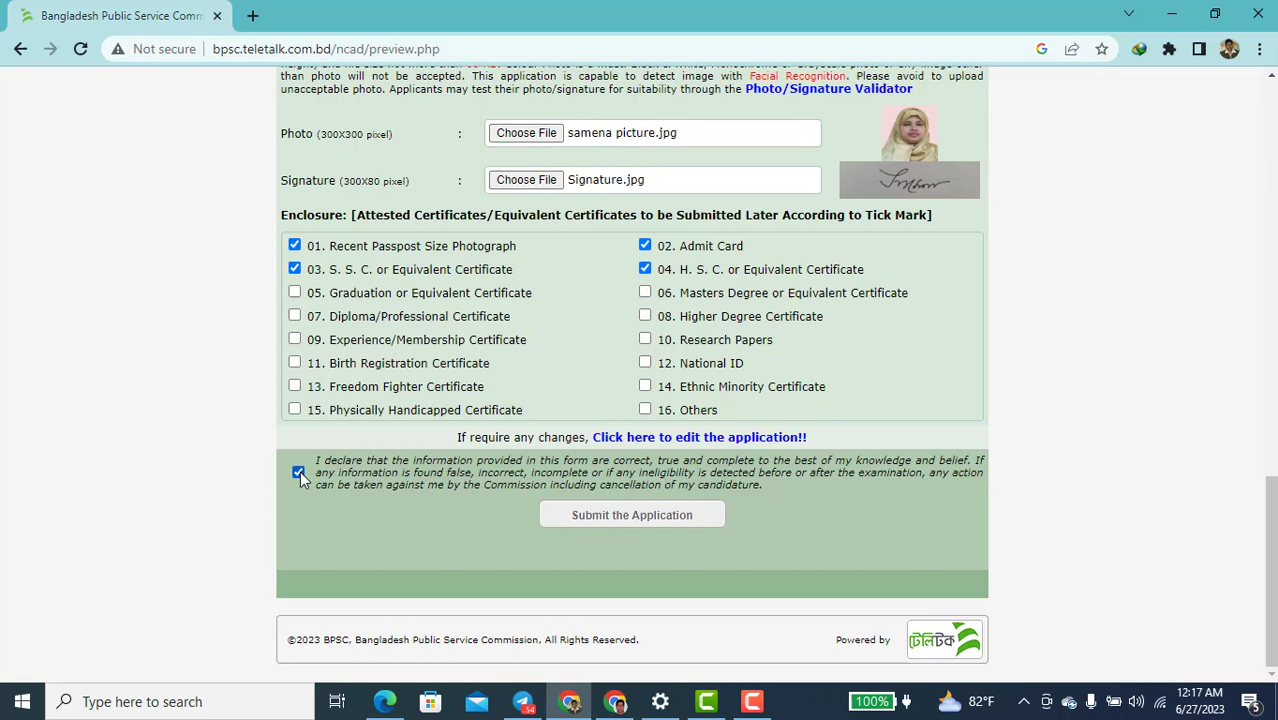 Bangladesh Public Service Comm
Not secure
bpsc.teletalk.com.bd/ncad/preview.php
than photo will not be accepted. This application is capable to detect image with Facial Recognition. Please avoid to upload
unacceptable photo. Applicants may test their photo/signature for suitability through the Photo/Signature Validator
Photo (300X300 pixel) : Choose File samena picture.jpg
Signature (300X80 pixel) : Choose File Signature.jpg
Enclosure: [Attested Certificates/Equivalent Certificates to be Submitted Later According to Tick Mark]
01. Recent Passpost Size Photograph 02. Admit Card
03. S. S. C. or Equivalent Certificate 04. H. S. C. or Equivalent Certificate
05. Graduation or Equivalent Certificate 06. Masters Degree or Equivalent Certificate
07. Diploma/Professional Certificate 08. Higher Degree Certificate
09. Experience/Membership Certificate 10. Research Papers
11. Birth Registration Certificate 12. National ID
13. Freedom Fighter Certificate 14. Ethnic Minority Certificate
15. Physically Handicapped Certificate 16. Others
If require any changes, Click here to edit the application!!
I declare that the information provided in this form are correct, true and complete to the best of my knowledge and belief. If
any information is found false, incorrect, incomplete or if any ineligibility is detected before or after the examination, any action
can be taken against me by the Commission including cancellation of my candidature.
Submit the Application
©2023 BPSC, Bangladesh Public Service Commission, All Rights Reserved. Powered by টেলিটক
Type here to search
54
100%
82°F
12:17 AM
6/27/2023
5